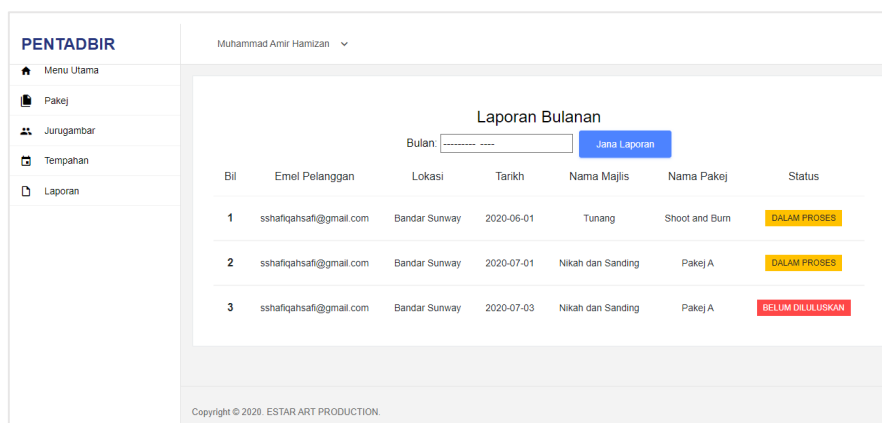 PENTADBIR
Muhammad Amir Hamizan
Menu Utama
Pakej
Jurugambar
Tempahan
Laporan
Laporan Bulanan
Bulan: --------- ----
Jana Laporan
Bil Emel Pelanggan Lokasi Tarikh Nama Majlis Nama Pakej Status
1 sshafiqahsafi@gmail.com Bandar Sunway 2020-06-01 Tunang Shoot and Burn DALAM PROSES
2 sshafiqahsafi@gmail.com Bandar Sunway 2020-07-01 Nikah dan Sanding Pakej A DALAM PROSES
3 sshafiqahsafi@gmail.com Bandar Sunway 2020-07-03 Nikah dan Sanding Pakej A BELUM DILULUSKAN
Copyright © 2020. ESTAR ART PRODUCTION.